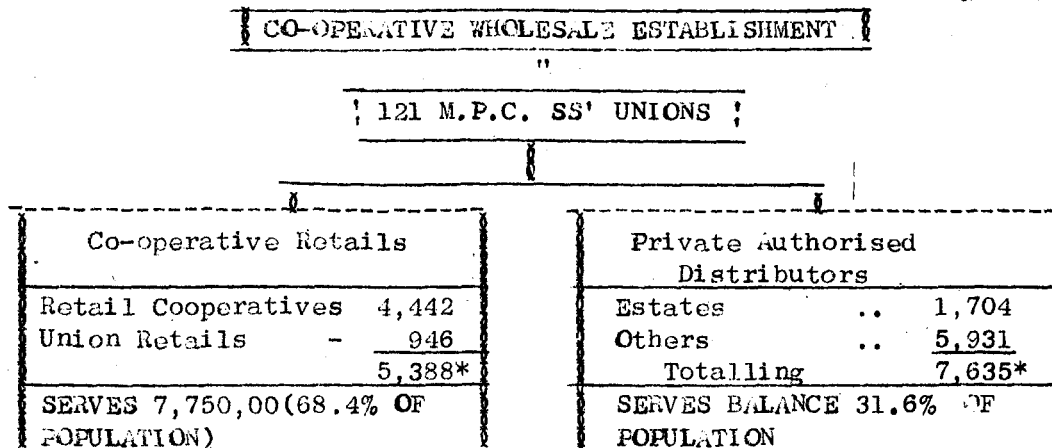 CO-OPERATIVE WHOLESALE ESTABLISHMENT
"
121 M.P.C. SS' UNIONS
Co-operative Retails
Retail Cooperatives 4,442
Union Retails - 946
5,388*
SERVES 7,750,00(68.4% OF
POPULATION)
Private Authorised
Distributors
Estates .. 1,704
Others .. 5,931
Totalling 7,635*
SERVES BALANCE 31.6% OF
POPULATION